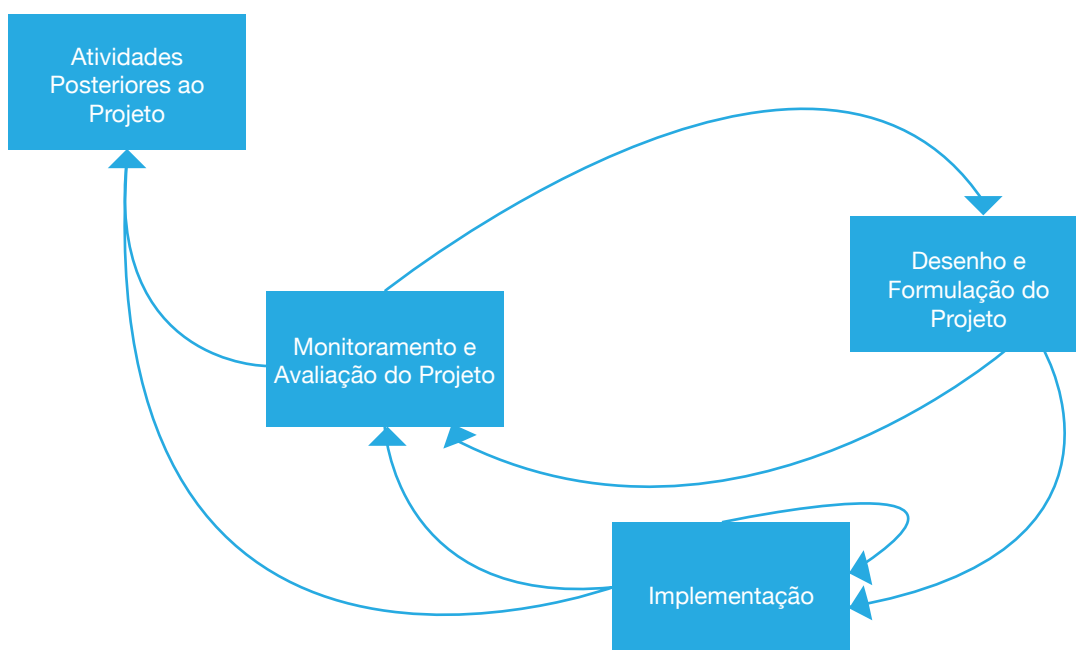 Atividades
Posteriores ao
Projeto
Desenho e
Formulação do
Projeto
Monitoramento e
Avaliação do Projeto
Implementação